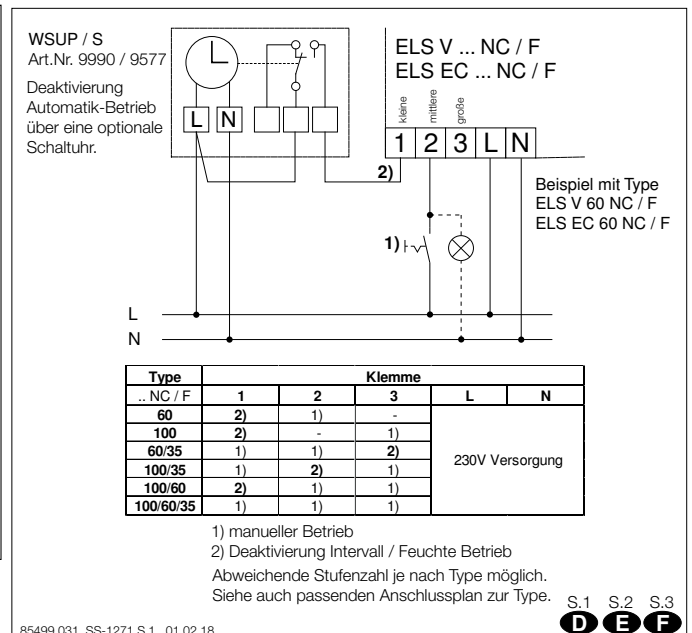 WSUP / S
Art.Nr. 9990 / 9577
Deaktivierung
Automatik-Betrieb
über eine optionale
Schaltuhr.
L N
ELS V ... NC / F
ELS EC ... NC / F
kleine mittlere große
1 2 3 L N
2)
Beispiel mit Type
ELS V 60 NC / F
ELS EC 60 NC / F
1)
L
N
Type Klemme
.. NC / F 1 2 3 L N
60 2) 1) -
100 2) - 1)
60/35 1) 1) 2)
100/35 1) 2) 1)
100/60 2) 1) 1)
100/60/35 1) 1) 1)
230V Versorgung
1) manueller Betrieb
2) Deaktivierung Intervall / Feuchte Betrieb
Abweichende Stufenzahl je nach Type möglich.
Siehe auch passenden Anschlussplan zur Type.
S.1 S.2 S.3
D E F
85499 031 SS-1271 S.1 01.02.18